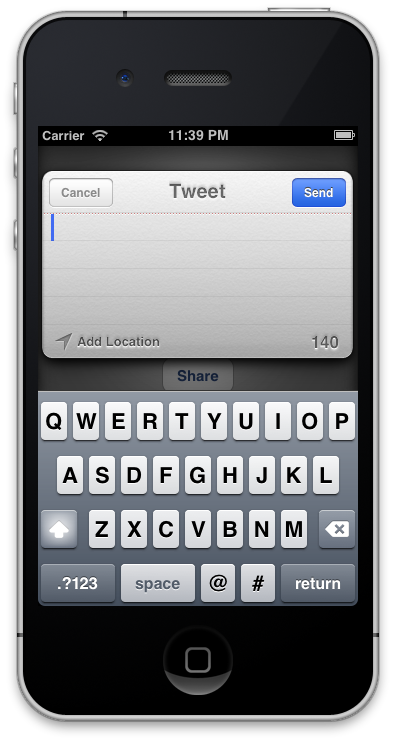 Carrier 11:39 PM
Cancel Tweet Send
Add Location 140
Share
Q W E R T Y U I O P
A S D F G H J K L
Z X C V B N M
.?123 space @ # return